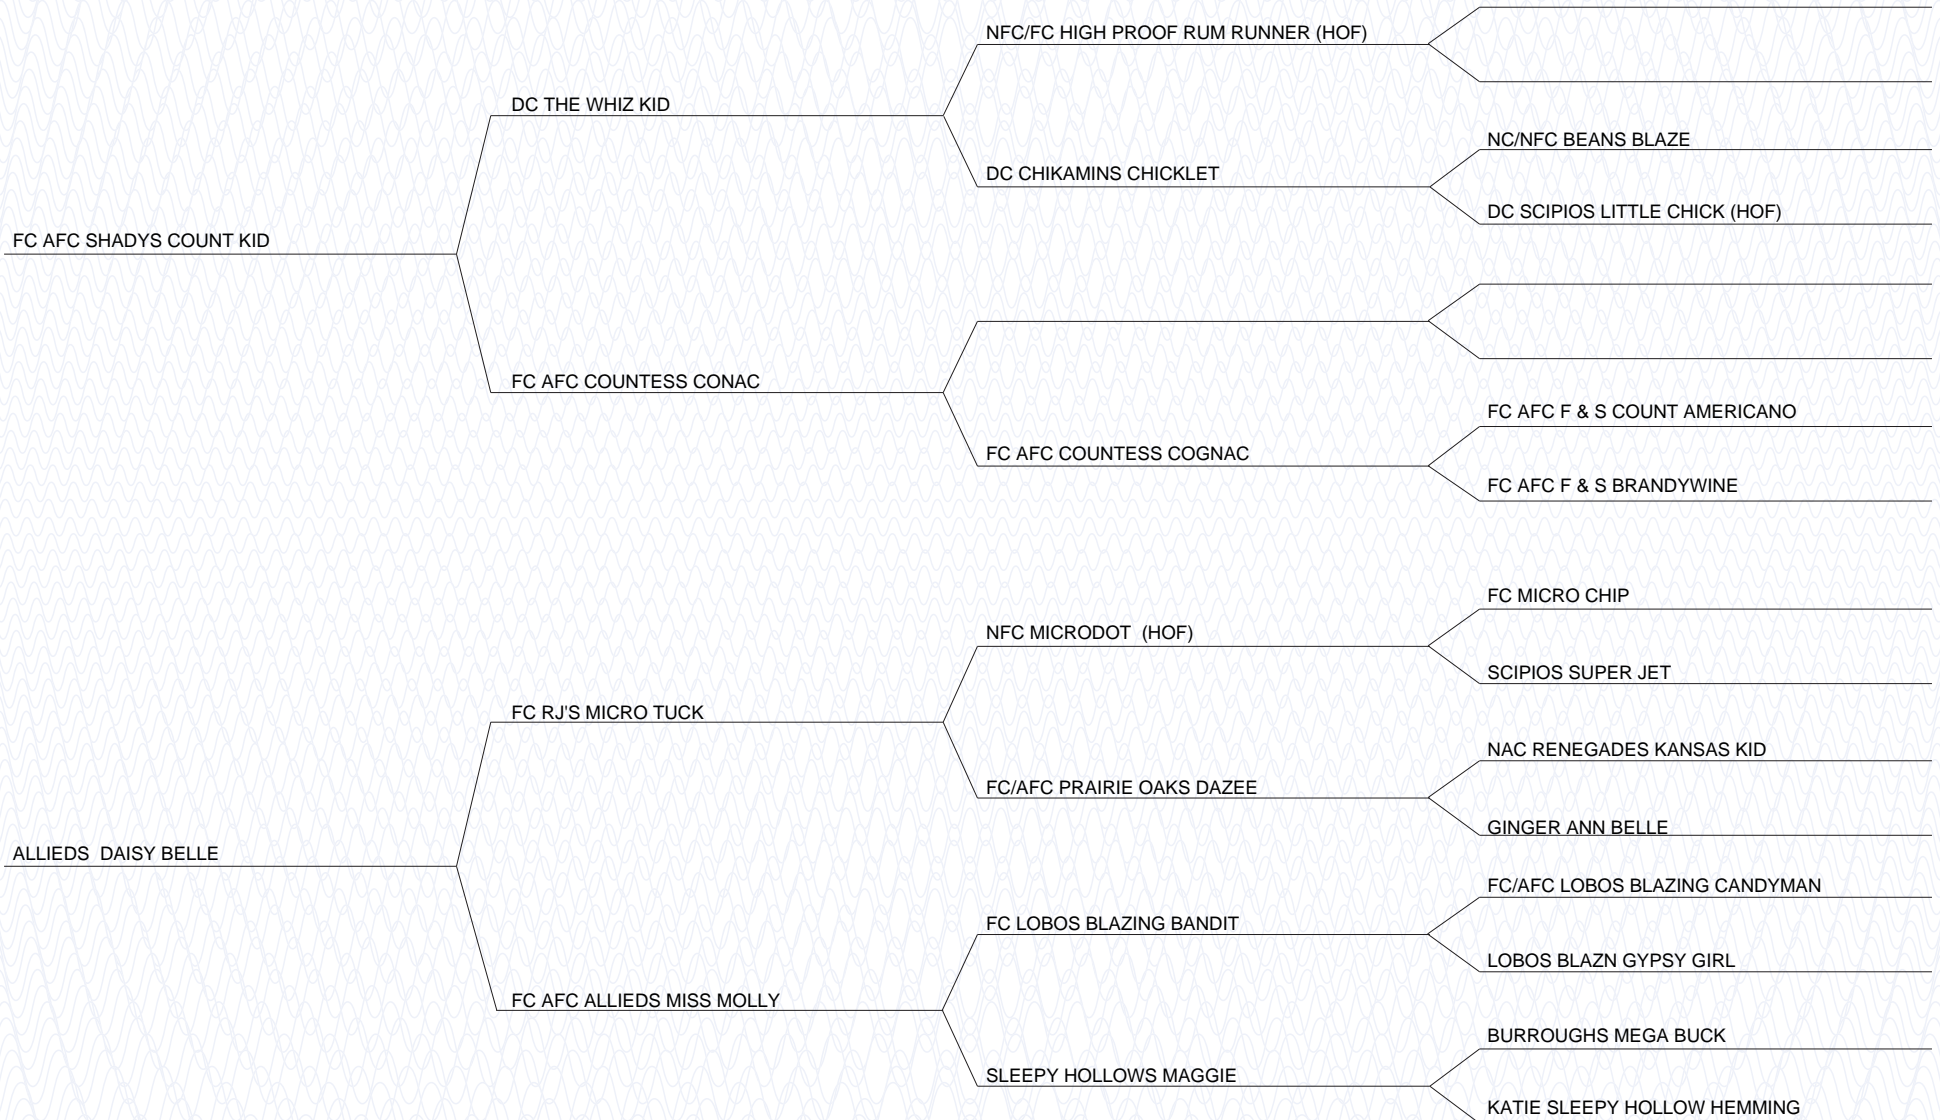 NFC/FC HIGH PROOF RUM RUNNER (HOF)
DC THE WHIZ KID
NC/NFC BEANS BLAZE
DC CHIKAMINS CHICKLET
DC SCIPIOS LITTLE CHICK (HOF)
FC AFC SHADYS COUNT KID
FC AFC COUNTESS CONAC
FC AFC F & S COUNT AMERICANO
FC AFC COUNTESS COGNAC
FC AFC F & S BRANDYWINE
FC MICRO CHIP
NFC MICRODOT  (HOF)
SCIPIOS SUPER JET
FC RJ'S MICRO TUCK
NAC RENEGADES KANSAS KID
FC/AFC PRAIRIE OAKS DAZEE
GINGER ANN BELLE
ALLIEDS  DAISY BELLE
FC/AFC LOBOS BLAZING CANDYMAN
FC LOBOS BLAZING BANDIT
LOBOS BLAZN GYPSY GIRL
FC AFC ALLIEDS MISS MOLLY
BURROUGHS MEGA BUCK
SLEEPY HOLLOWS MAGGIE
KATIE SLEEPY HOLLOW HEMMING